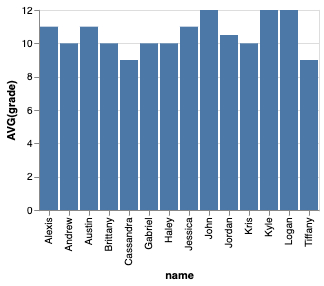 12
10
8
6
4
2
0
AVG(grade)
Alexis
Andrew
Austin
Brittany
Cassandra
Gabriel
Haley
Jessica
John
Jordan
Kris
Kyle
Logan
Tiffany
name